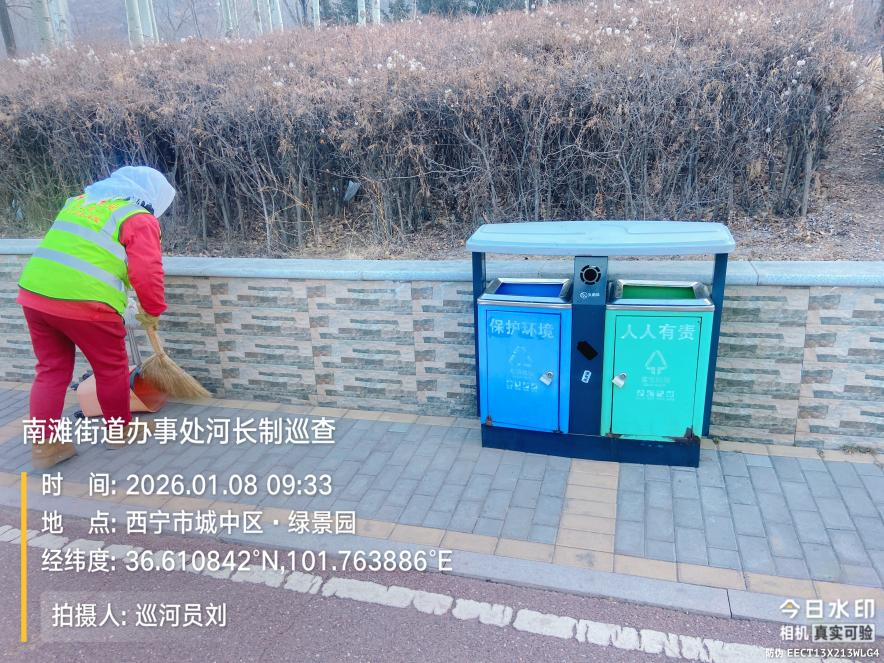 保护环境
人人有责
南滩街道办事处河长制巡查
时 间: 2026.01.08 09:33
地 点: 西宁市城中区·绿景园
经纬度: 36.610842°N,101.763886°E
拍摄人: 巡河员刘
今日水印
相机 真实可验
防伪 EECT13X213WLG4